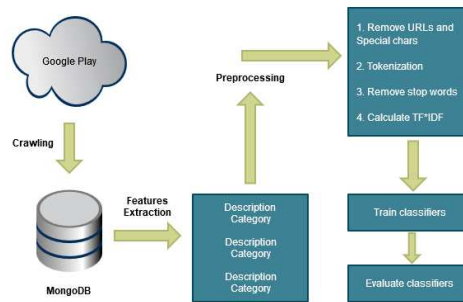 Google Play
Crawling
MongoDB
Features
Extraction
Description
Category
Description
Category
Description
Category
Preprocessing
1. Remove URLs and
Special chars
2. Tokenization
3. Remove stop words
4. Calculate TF*IDF
Train classifiers
Evaluate classifiers